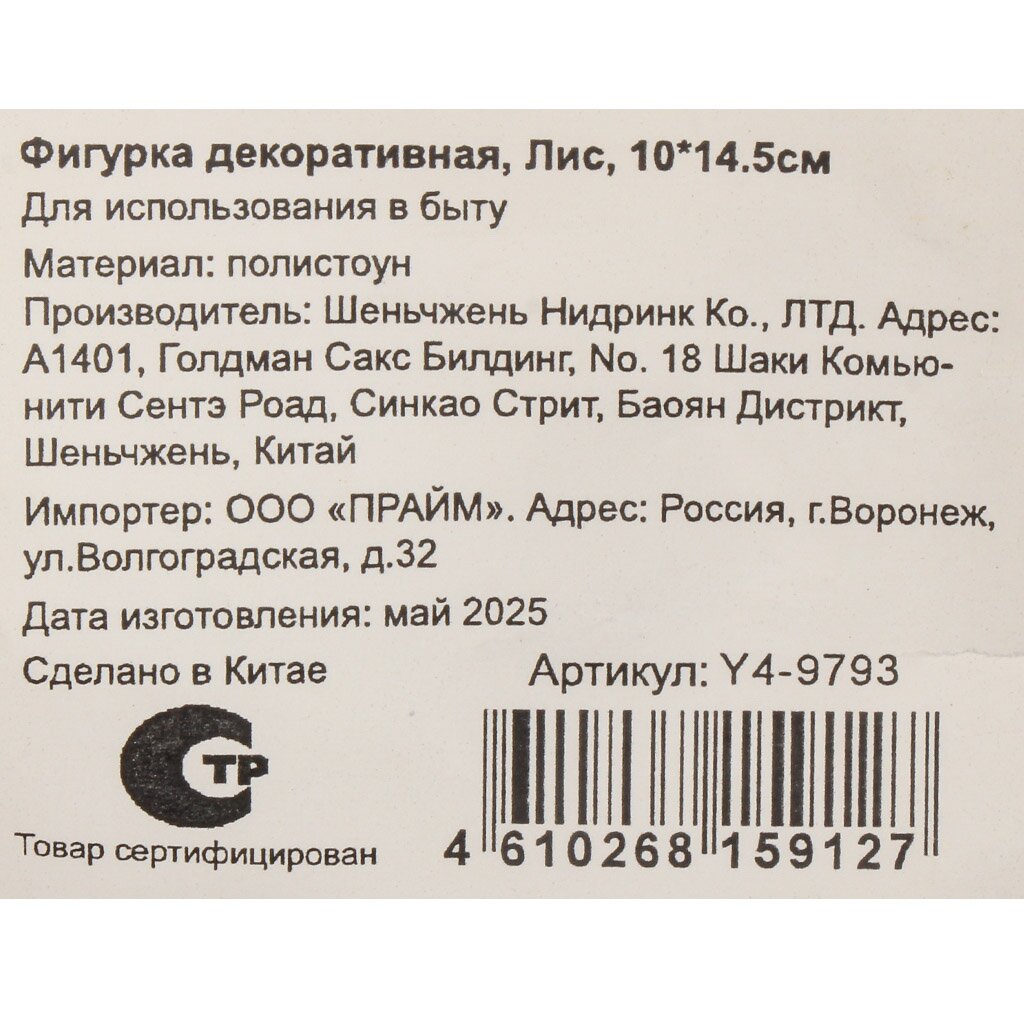 Фигурка декоративная, Лис, 10*14.5см
Для использования в быту
Материал: полистоун
Производитель: Шеньчжень Нидринк Ко., ЛТД. Адрес:
А1401, Голдман Сакс Билдинг, No. 18 Шаки Комью-
нити Сентэ Роад, Синкао Стрит, Баоян Дистрикт,
Шеньчжень, Китай
Импортер: ООО «ПРАЙМ». Адрес: Россия, г.Воронеж,
ул.Волгоградская, д.32
Дата изготовления: май 2025
Сделано в Китае
Артикул: Y4-9793
СТР
Товар сертифицирован
4 610268 159127